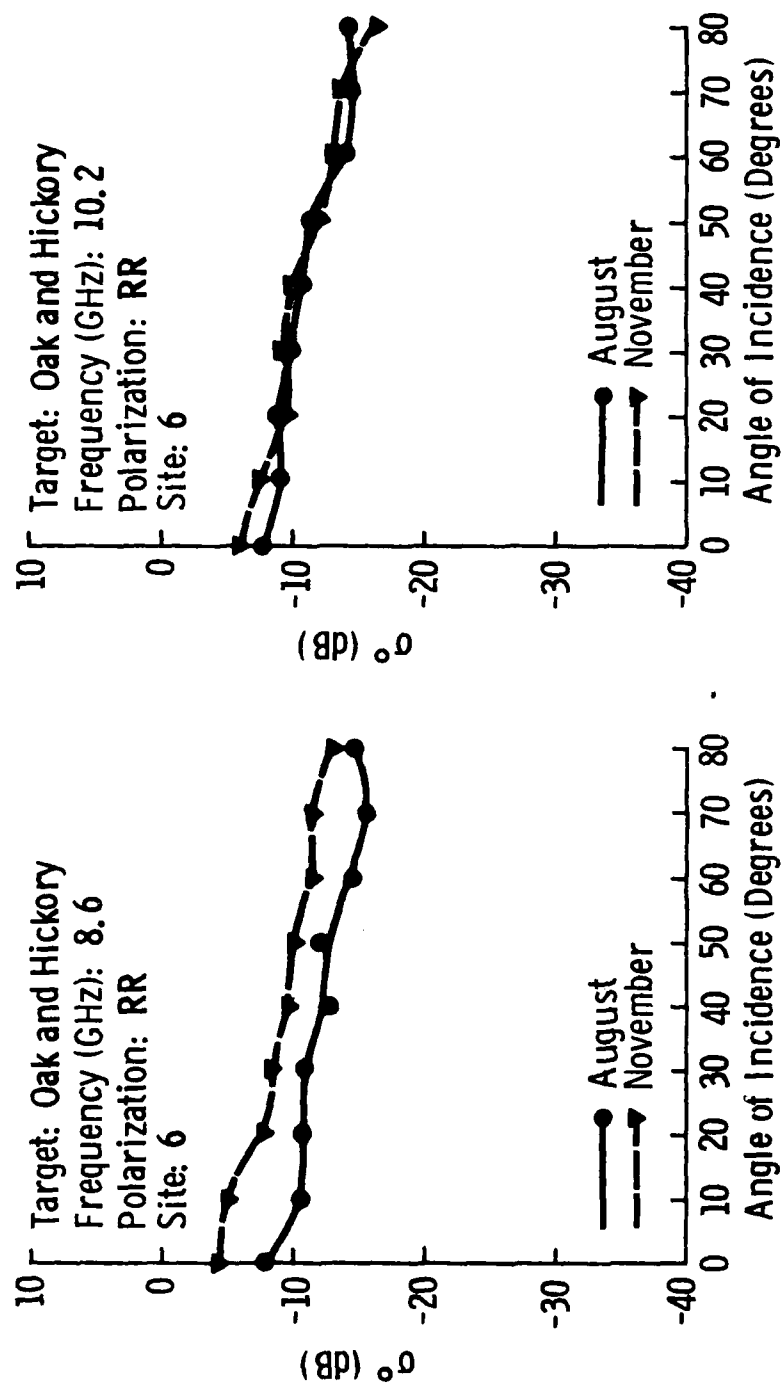 Target: Oak and Hickory
Frequency (GHz): 8.6
Polarization: RR
Site: 6
10
0
-10
-20
-30
-40
σ° (dB)
August
November
0 10 20 30 40 50 60 70 80
Angle of Incidence (Degrees)
Target: Oak and Hickory
Frequency (GHz): 10.2
Polarization: RR
Site: 6
10
0
-10
-20
-30
-40
σ° (dB)
August
November
0 10 20 30 40 50 60 70 80
Angle of Incidence (Degrees)